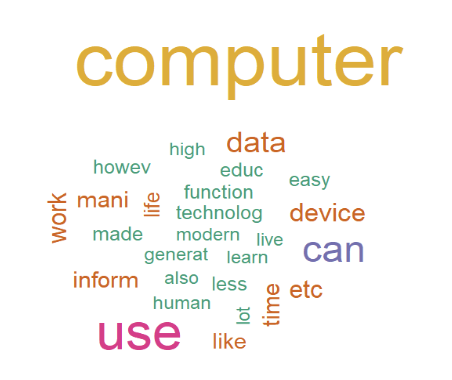 computer
high
data
howev
educ
easy
work
mani
life
function
technolog
device
made
modern
live
can
generat
learn
inform
also
less
etc
human
lot
time
use
like